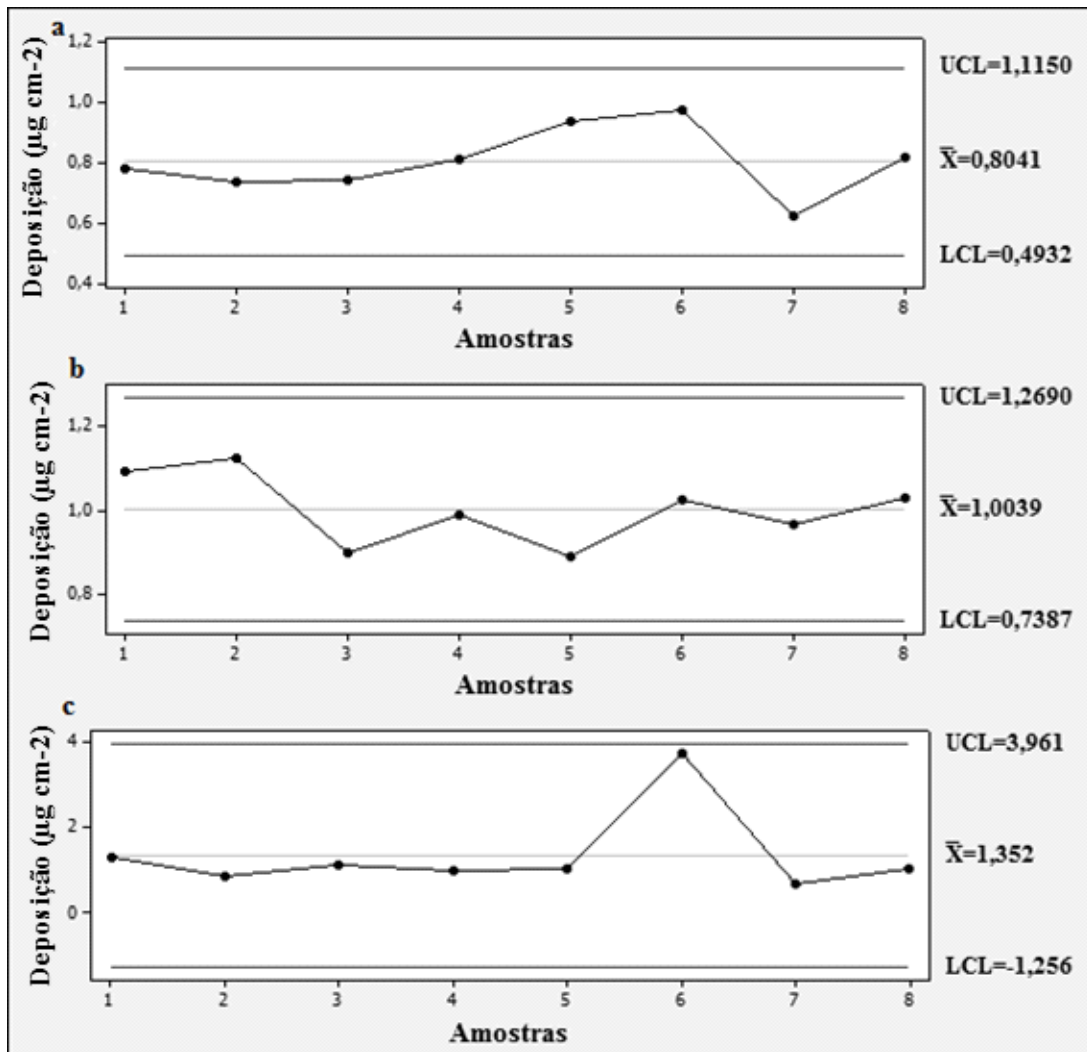 a
Deposição (µg cm-2)
1,2
1,0
0,8
0,6
0,4
UCL=1,1150
X̿=0,8041
LCL=0,4932
1 2 3 4 5 6 7 8
Amostras
b
Deposição (µg cm-2)
1,2
1,0
0,8
UCL=1,2690
X̿=1,0039
LCL=0,7387
1 2 3 4 5 6 7 8
Amostras
c
Deposição (µg cm-2)
4
2
0
UCL=3,961
X̿=1,352
LCL=-1,256
1 2 3 4 5 6 7 8
Amostras